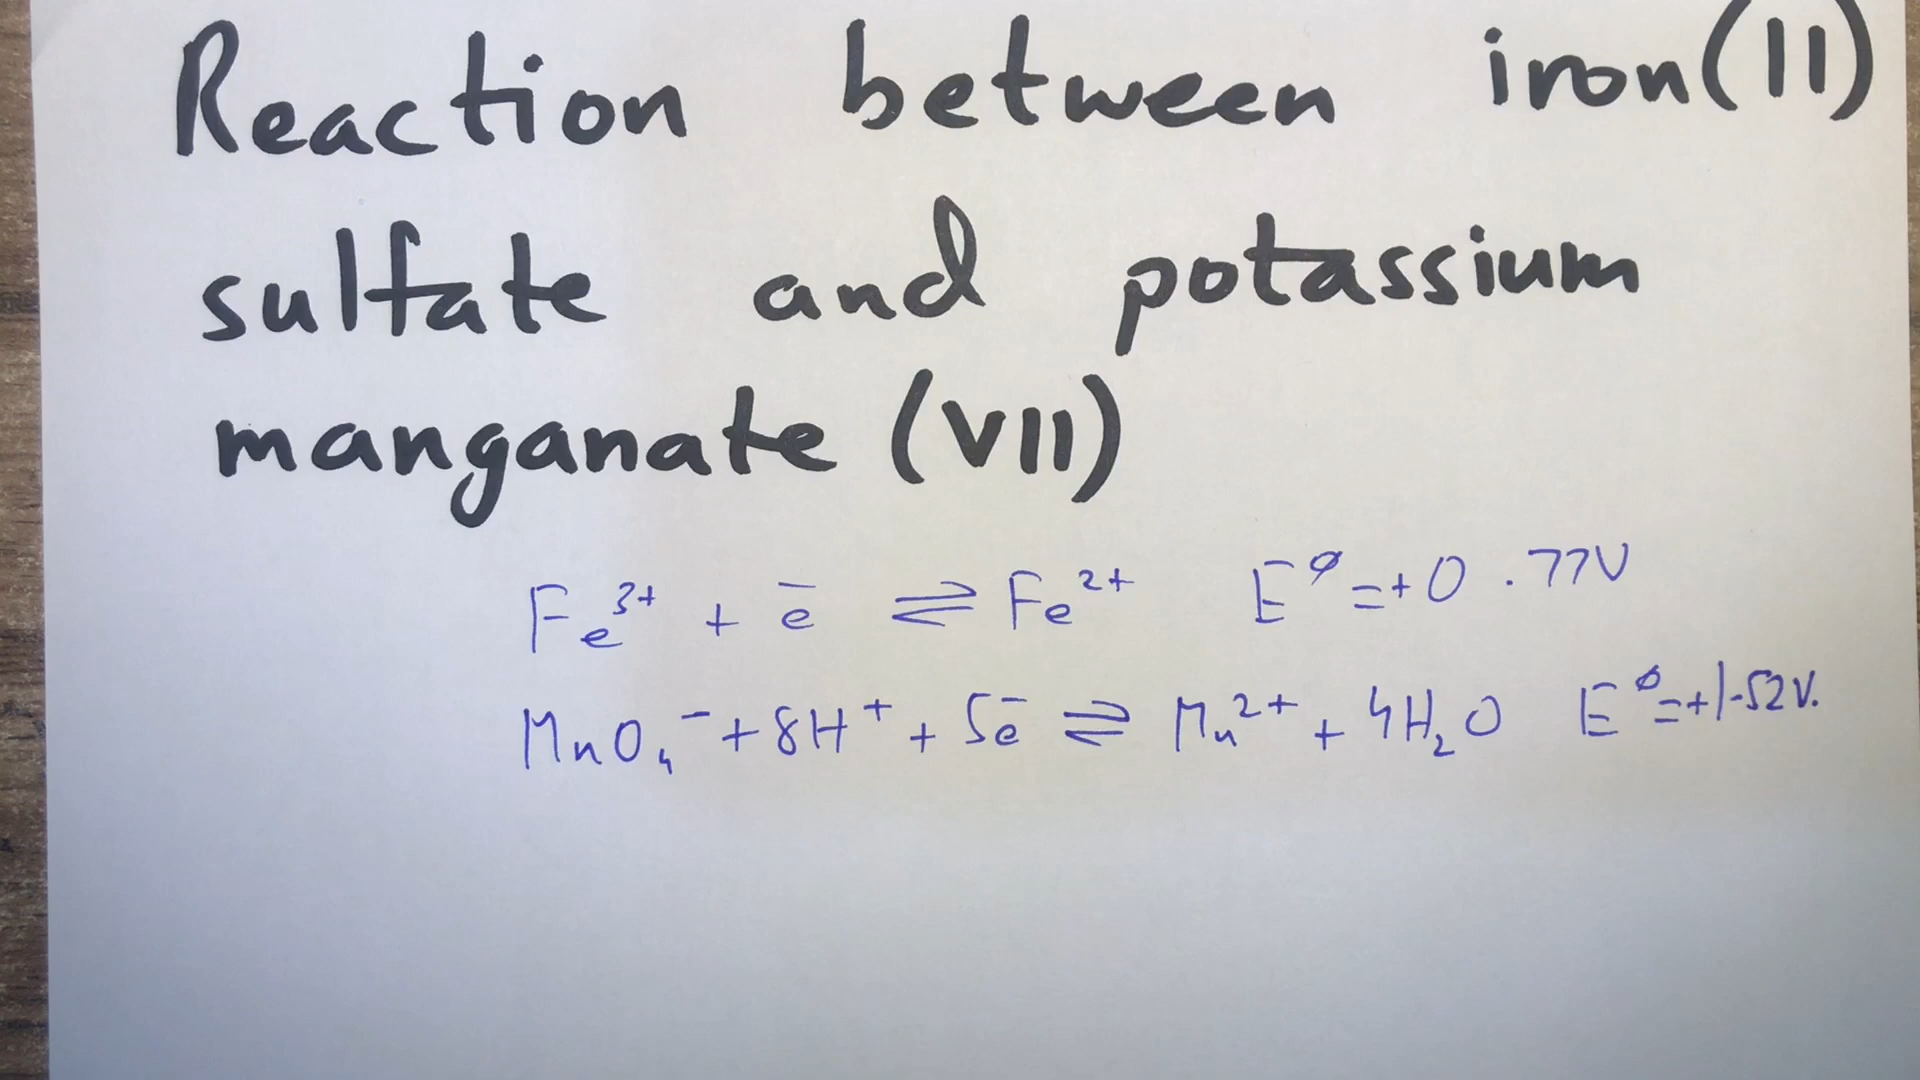 Reaction between iron(II)
sulfate and potassium
manganate (VII)
Fe³⁺ + e⁻ ⇌ Fe²⁺ E⌀ = +0.77V
MnO₄⁻ + 8H⁺ + 5e⁻ ⇌ Mn²⁺ + 4H₂O E⌀ = +1.52V.